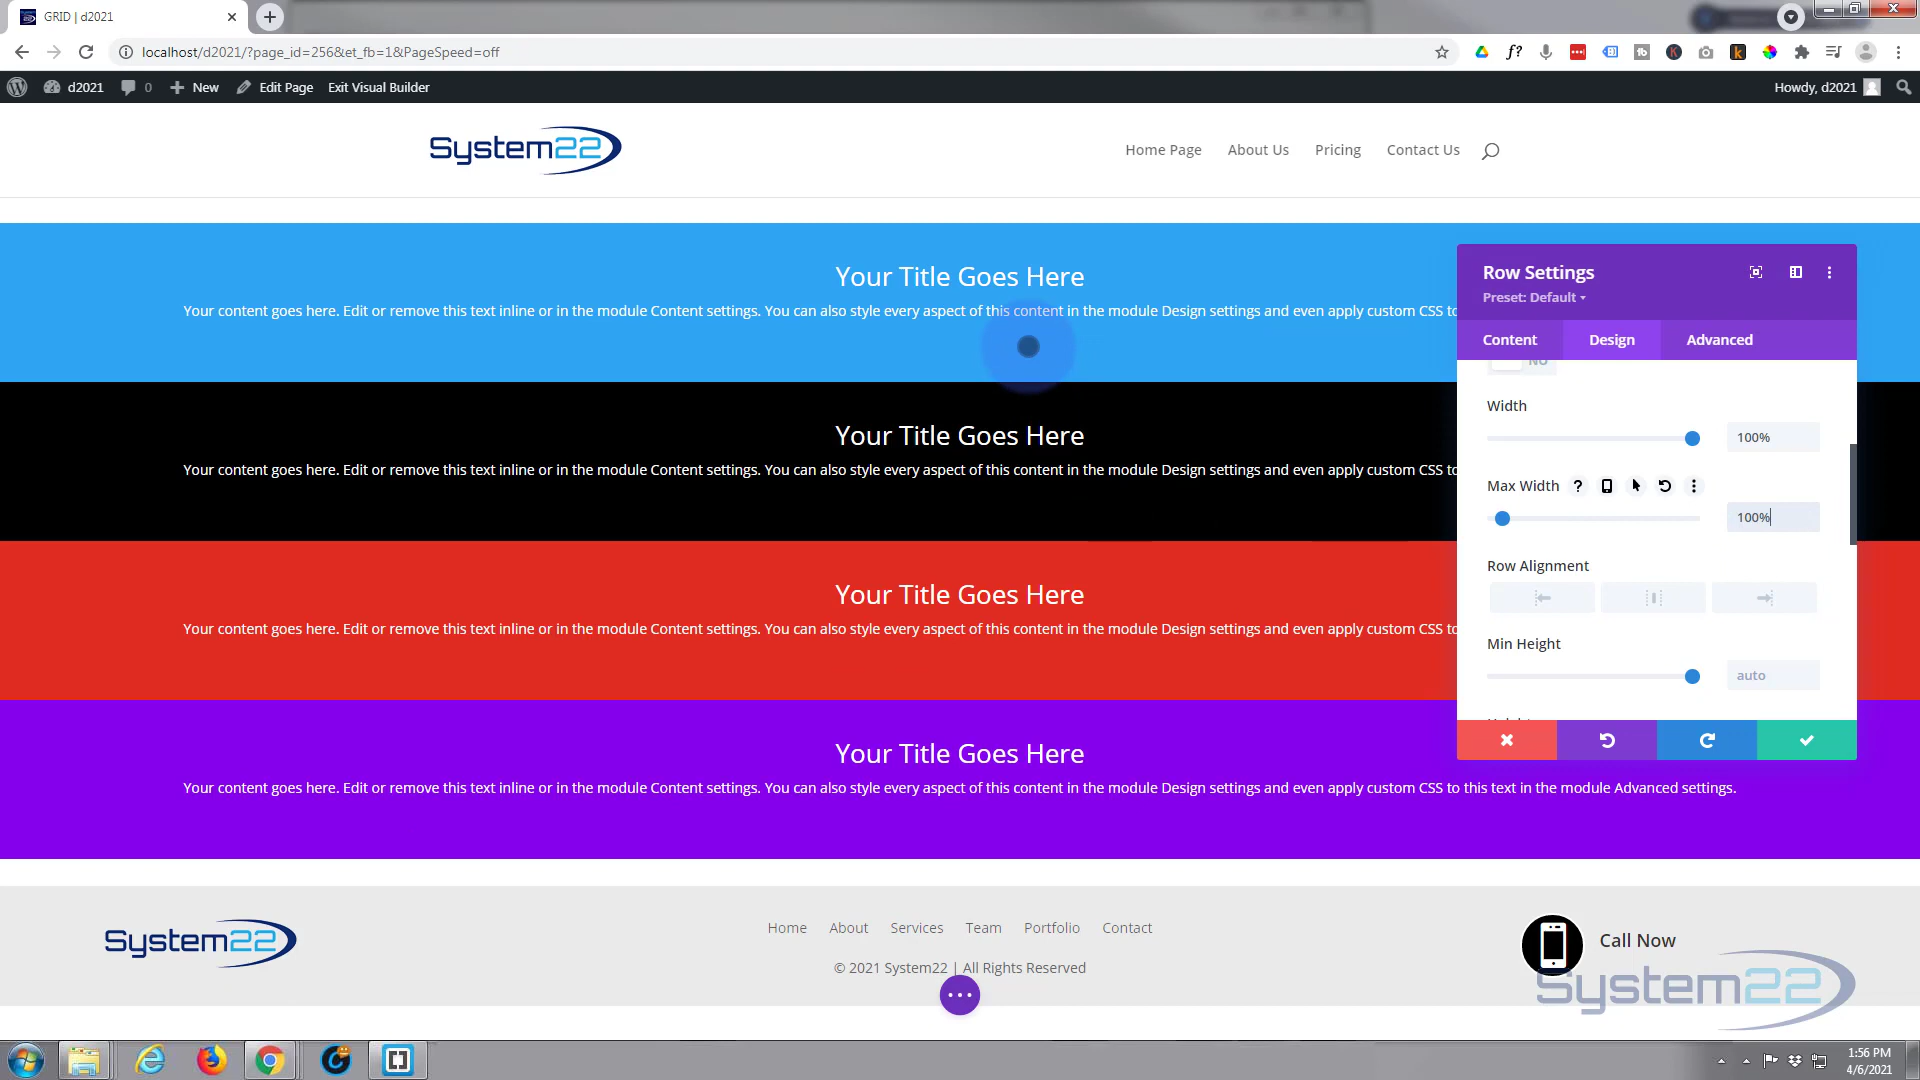 GRID | d2021
localhost/d2021/?page_id=256&et_fb=1&PageSpeed=off
d2021
0
New
Edit Page
Exit Visual Builder
Howdy, d2021
System22
Home Page
About Us
Pricing
Contact Us
Your Title Goes Here
Your content goes here. Edit or remove this text inline or in the module Content settings. You can also style every aspect of this content in the module Design settings and even apply custom CSS to
Your Title Goes Here
Your content goes here. Edit or remove this text inline or in the module Content settings. You can also style every aspect of this content in the module Design settings and even apply custom CSS to
Your Title Goes Here
Your content goes here. Edit or remove this text inline or in the module Content settings. You can also style every aspect of this content in the module Design settings and even apply custom CSS to
Your Title Goes Here
Your content goes here. Edit or remove this text inline or in the module Content settings. You can also style every aspect of this content in the module Design settings and even apply custom CSS to this text in the module Advanced settings.
Row Settings
Preset: Default
Content
Design
Advanced
NO
Width
100%
Max Width
100%
Row Alignment
Min Height
auto
System22
Home
About
Services
Team
Portfolio
Contact
© 2021 System22 | All Rights Reserved
Call Now
System22
1:56 PM
4/6/2021